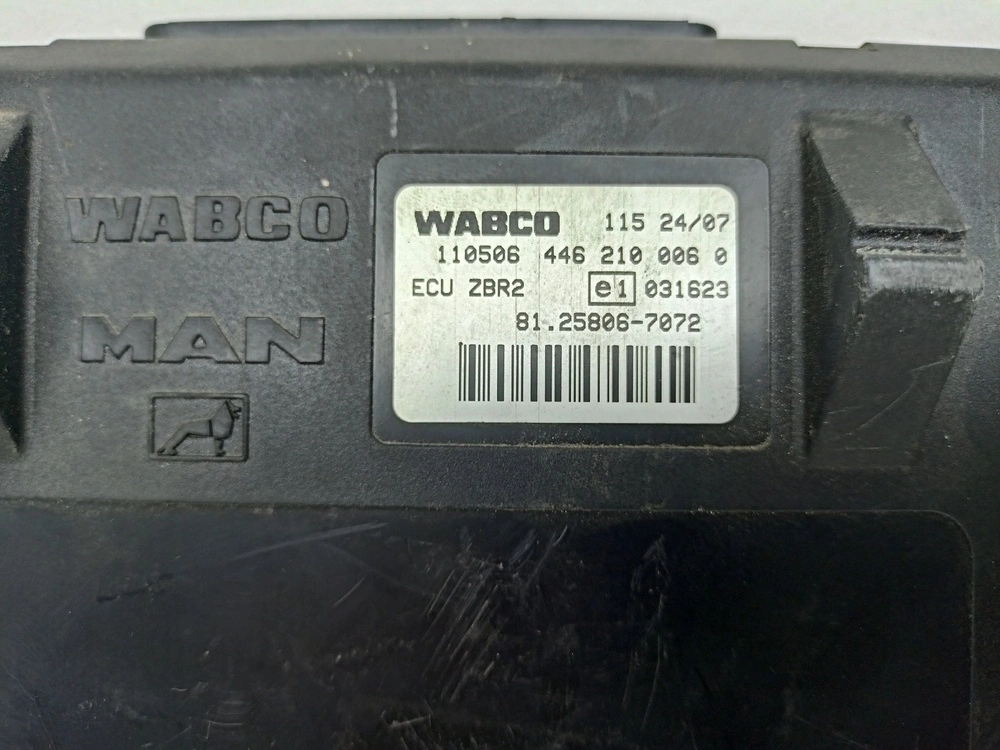 WABCO
MAN
WABCO 115 24/07
110506 446 210 006 0
ECU ZBR2 e1 031623
81.25806-7072